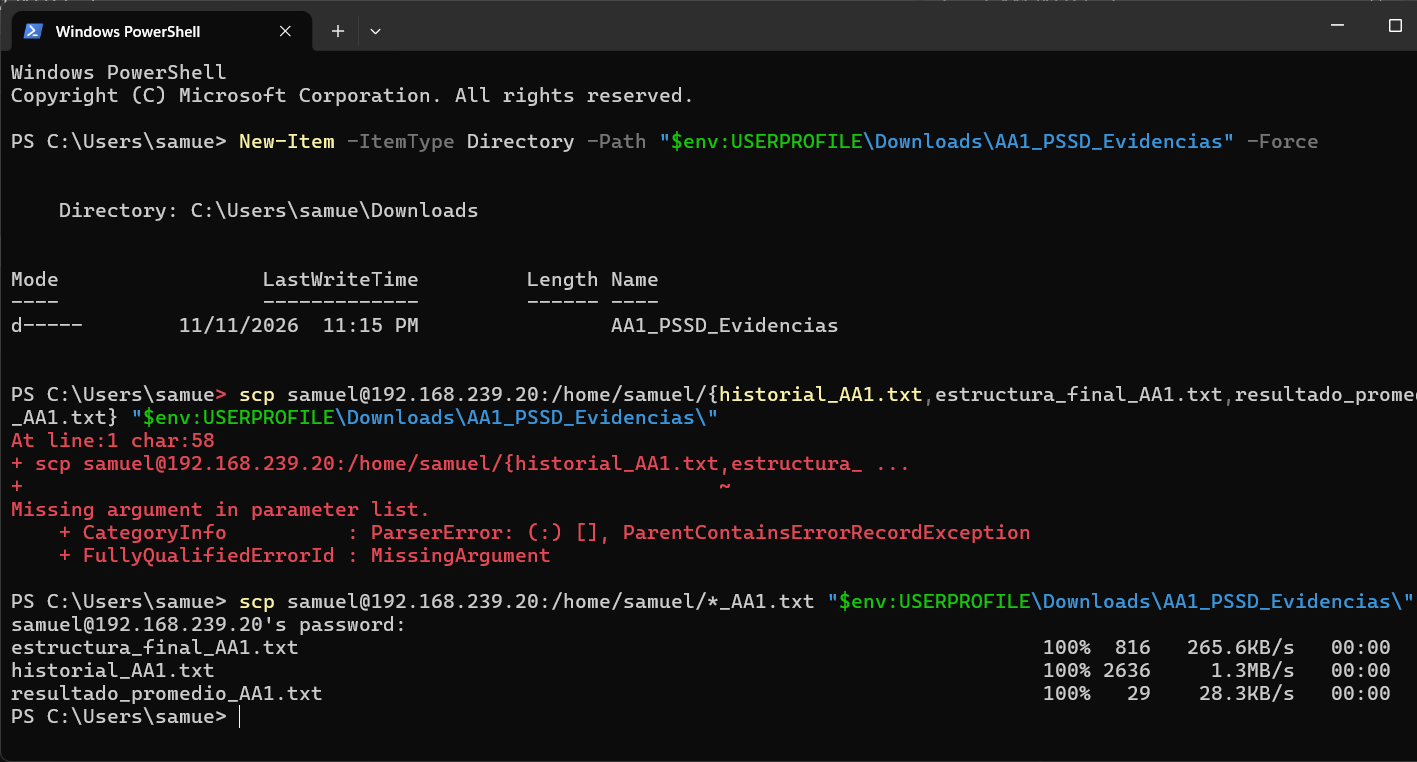 Windows PowerShell
Windows PowerShell
Copyright (C) Microsoft Corporation. All rights reserved.
PS C:\Users\samue> New-Item -ItemType Directory -Path "$env:USERPROFILE\Downloads\AA1_PSSD_Evidencias" -Force
    Directory: C:\Users\samue\Downloads
Mode                 LastWriteTime         Length Name
----                 -------------         ------ ----
d-----        11/11/2026  11:15 PM                AA1_PSSD_Evidencias
PS C:\Users\samue> scp samuel@192.168.239.20:/home/samuel/{historial_AA1.txt,estructura_final_AA1.txt,resultado_prome
_AA1.txt} "$env:USERPROFILE\Downloads\AA1_PSSD_Evidencias\"
At line:1 char:58
+ scp samuel@192.168.239.20:/home/samuel/{historial_AA1.txt,estructura_ ...
+                                                          ~
Missing argument in parameter list.
    + CategoryInfo          : ParserError: (:) [], ParentContainsErrorRecordException
    + FullyQualifiedErrorId : MissingArgument
PS C:\Users\samue> scp samuel@192.168.239.20:/home/samuel/*_AA1.txt "$env:USERPROFILE\Downloads\AA1_PSSD_Evidencias\"
samuel@192.168.239.20's password:
estructura_final_AA1.txt                                                              100%  816   265.6KB/s   00:00
historial_AA1.txt                                                                     100% 2636     1.3MB/s   00:00
resultado_promedio_AA1.txt                                                            100%   29    28.3KB/s   00:00
PS C:\Users\samue>